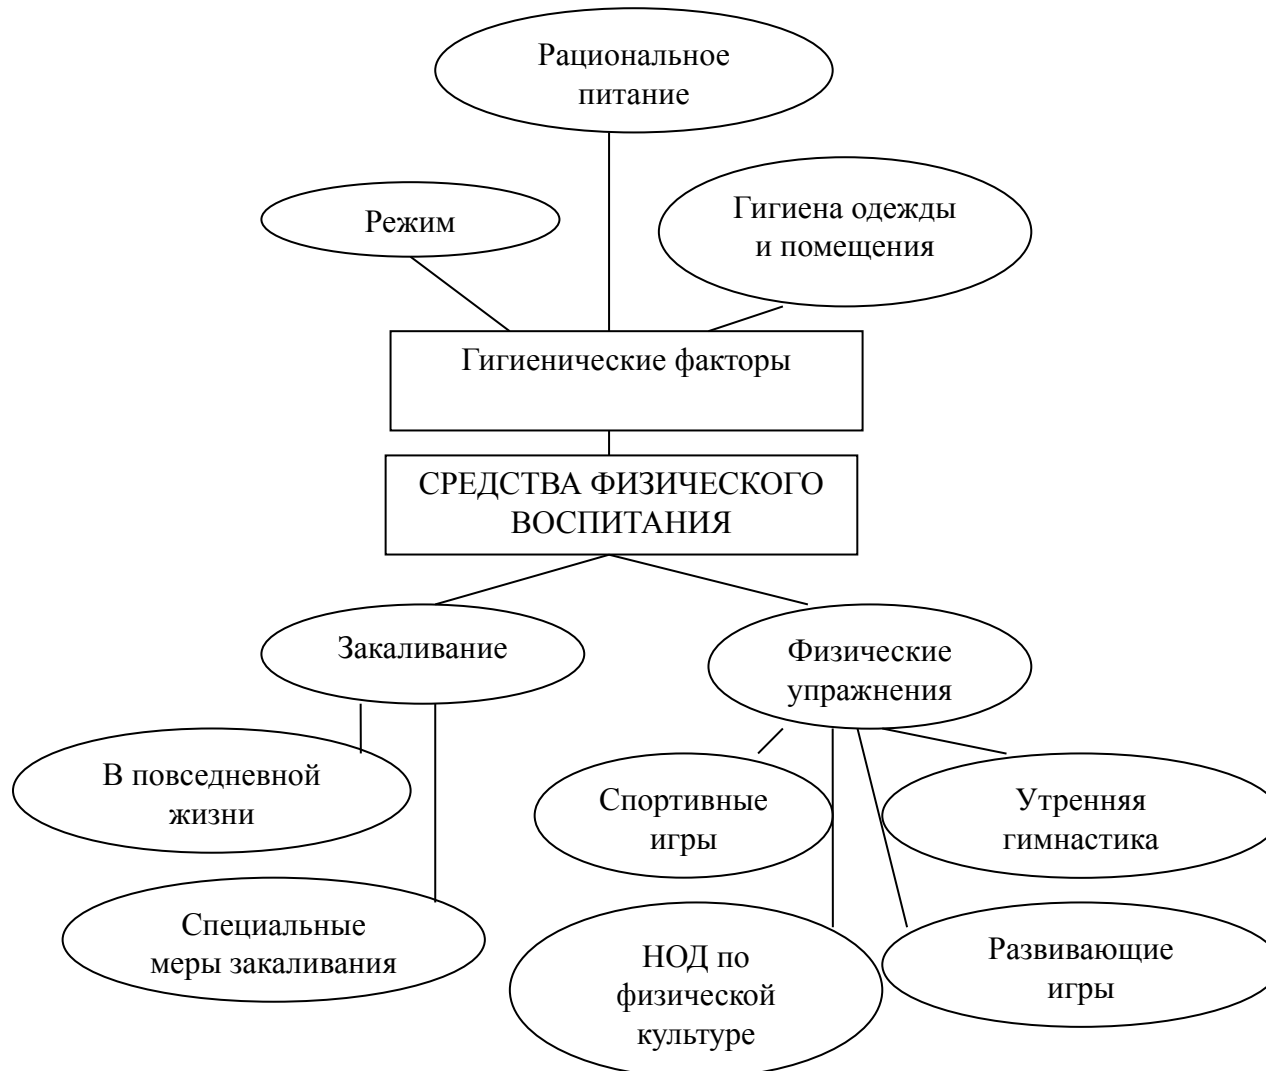 Рациональное
питание
Режим
Гигиена одежды
и помещения
Гигиенические факторы
СРЕДСТВА ФИЗИЧЕСКОГО
ВОСПИТАНИЯ
Закаливание
Физические
упражнения
В повседневной
жизни
Спортивные
игры
Утренняя
гимнастика
Специальные
меры закаливания
НОД по
физической
культуре
Развивающие
игры